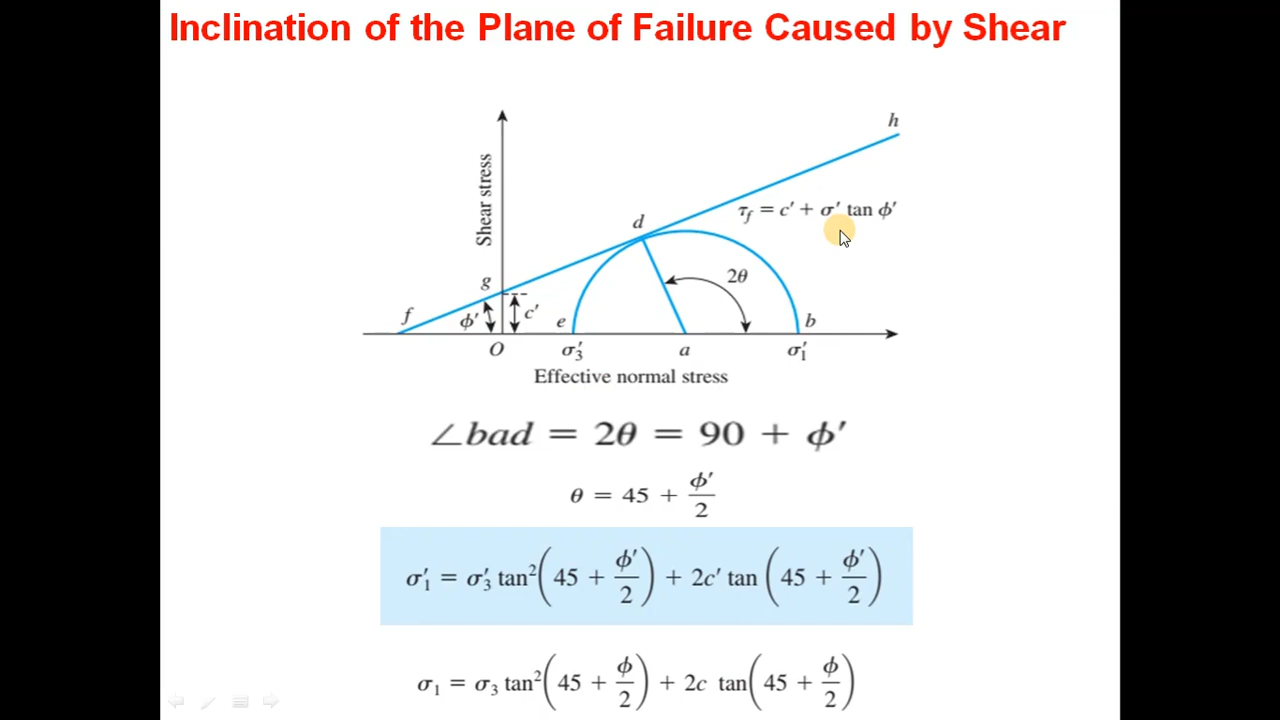 Inclination of the Plane of Failure Caused by Shear
Shear stress
h
τf = c′ + σ′ tan ϕ′
d
2θ
g
f
ϕ′
c′
e
b
O
σ′3
a
σ′1
Effective normal stress
∠bad = 2θ = 90 + ϕ′
θ = 45 + ϕ′/2
σ′1 = σ′3 tan²(45 + ϕ′/2) + 2c′ tan (45 + ϕ′/2)
σ1 = σ3 tan²(45 + ϕ/2) + 2c tan(45 + ϕ/2)